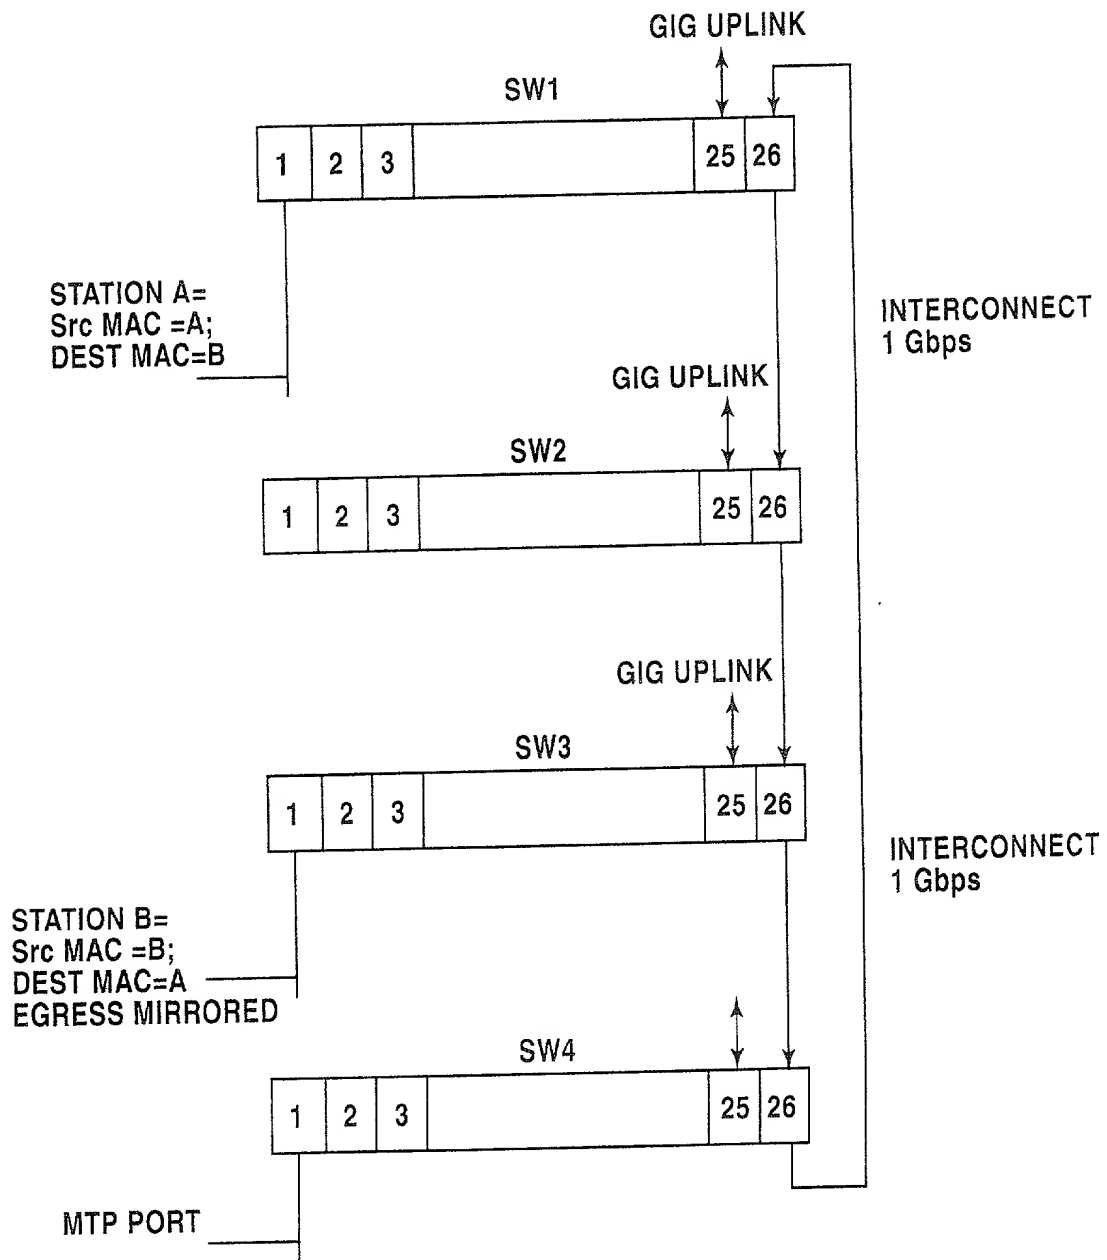 GIG UPLINK
SW1
1 2 3 25 26
STATION A=
Src MAC =A;
DEST MAC=B
INTERCONNECT
1 Gbps
GIG UPLINK
SW2
1 2 3 25 26
GIG UPLINK
SW3
1 2 3 25 26
INTERCONNECT
1 Gbps
STATION B=
Src MAC =B;
DEST MAC=A
EGRESS MIRRORED
SW4
1 2 3 25 26
MTP PORT